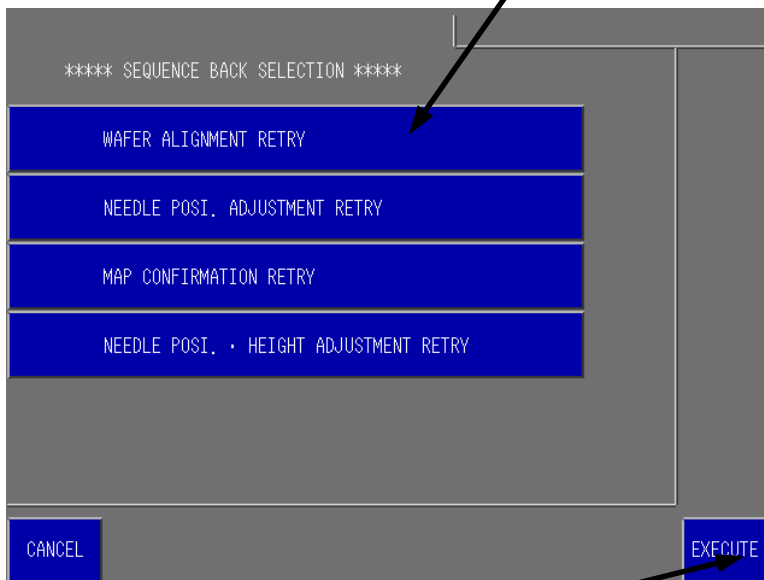 ***** SEQUENCE BACK SELECTION *****
WAFER ALIGNMENT RETRY
NEEDLE POSI. ADJUSTMENT RETRY
MAP CONFIRMATION RETRY
NEEDLE POSI. · HEIGHT ADJUSTMENT RETRY
CANCEL
EXECUTE